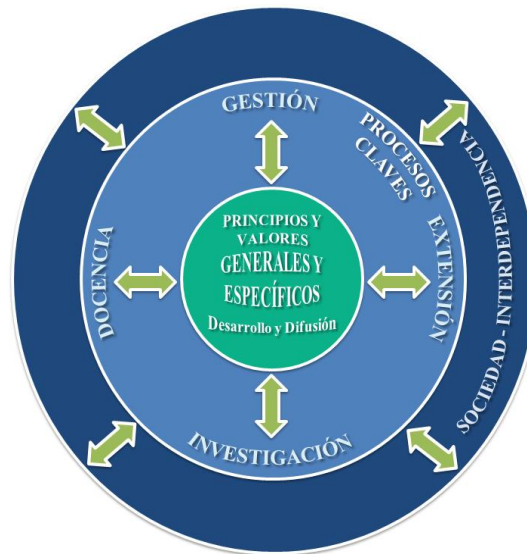 GESTIÓN
PROCESOS
CLAVES
PRINCIPIOS Y
VALORES
GENERALES Y
ESPECÍFICOS
Desarrollo y Difusión
DOCENCIA
EXTENSIÓN
SOCIEDAD - INTERDEPENDENCIA
INVESTIGACIÓN